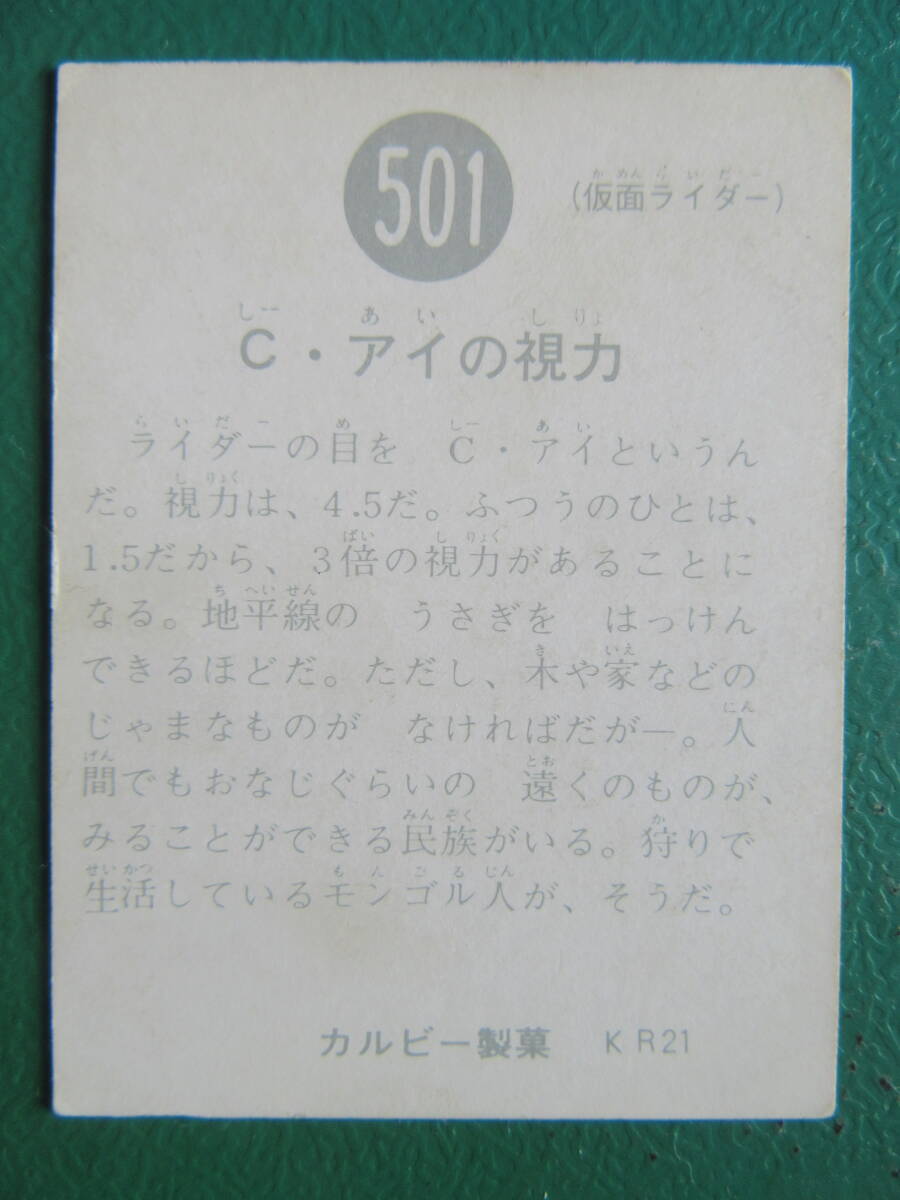 501
(仮面ライダー)
C・アイの視力
ライダーの目を C・アイというん
だ。視力は、4.5だ。ふつうのひとは、
1.5だから、3倍の視力があることに
なる。地平線の うさぎを はっけん
できるほどだ。ただし、木や家などの
じゃまなものが なければだが―。人
間でもおなじぐらいの 遠くのものが、
みることができる民族がいる。狩りで
生活しているモンゴル人が、そうだ。
カルビー製菓 KR21